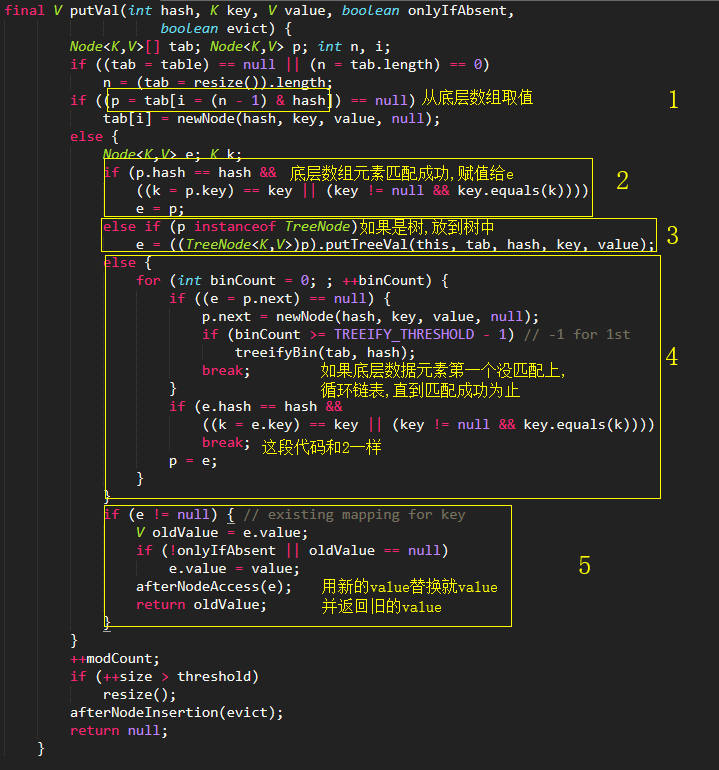 final V putVal(int hash, K key, V value, boolean onlyIfAbsent,
boolean evict) {
Node<K,V>[] tab; Node<K,V> p; int n, i;
if ((tab = table) == null || (n = tab.length) == 0)
n = (tab = resize()).length;
if ((p = tab[i = (n - 1) & hash]) == null) 从底层数组取值 1
tab[i] = newNode(hash, key, value, null);
else {
Node<K,V> e; K k;
if (p.hash == hash && 底层数组元素匹配成功,赋值给e 2
((k = p.key) == key || (key != null && key.equals(k))))
e = p;
else if (p instanceof TreeNode)如果是树,放到树中 3
e = ((TreeNode<K,V>)p).putTreeVal(this, tab, hash, key, value);
else {
for (int binCount = 0; ; ++binCount) {
if ((e = p.next) == null) {
p.next = newNode(hash, key, value, null);
if (binCount >= TREEIFY_THRESHOLD - 1) // -1 for 1st
treeifyBin(tab, hash); 4
break; 如果底层数据元素第一个没匹配上,
} 循环链表,直到匹配成功为止
if (e.hash == hash &&
((k = e.key) == key || (key != null && key.equals(k))))
break; 这段代码和2一样
p = e;
}
}
if (e != null) { // existing mapping for key
V oldValue = e.value;
if (!onlyIfAbsent || oldValue == null)
e.value = value; 5
afterNodeAccess(e); 用新的value替换就value
return oldValue; 并返回旧的value
}
}
++modCount;
if (++size > threshold)
resize();
afterNodeInsertion(evict);
return null;
}